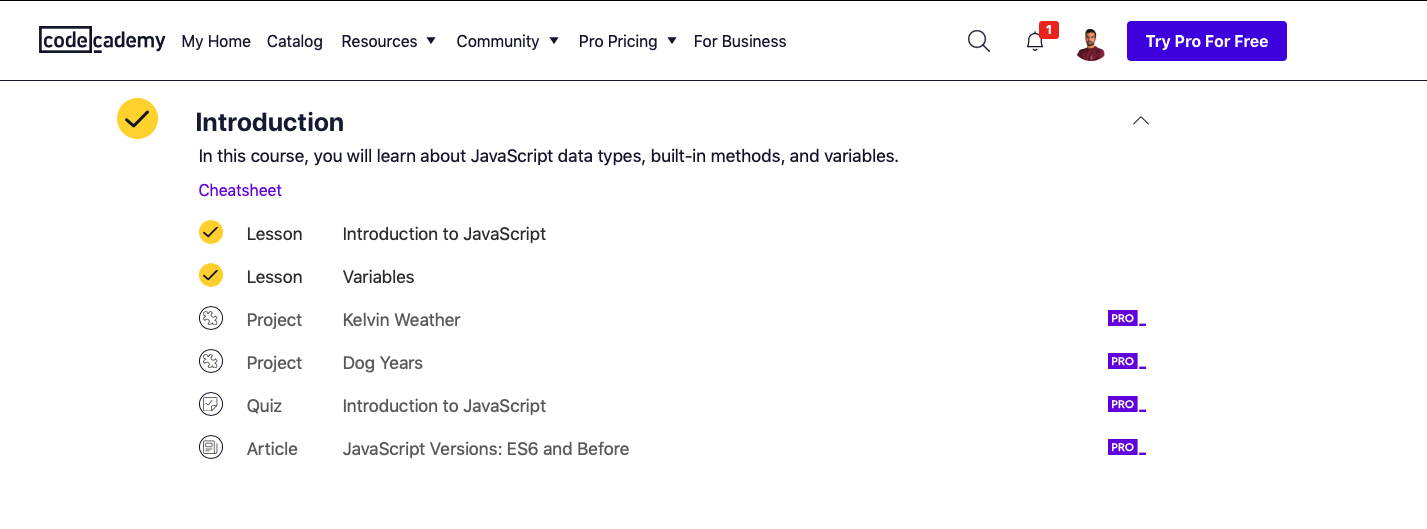 codecademy My Home Catalog Resources Community Pro Pricing For Business 1 Try Pro For Free
Introduction
In this course, you will learn about JavaScript data types, built-in methods, and variables.
Cheatsheet
Lesson Introduction to JavaScript
Lesson Variables
Project Kelvin Weather PRO
Project Dog Years PRO
Quiz Introduction to JavaScript PRO
Article JavaScript Versions: ES6 and Before PRO